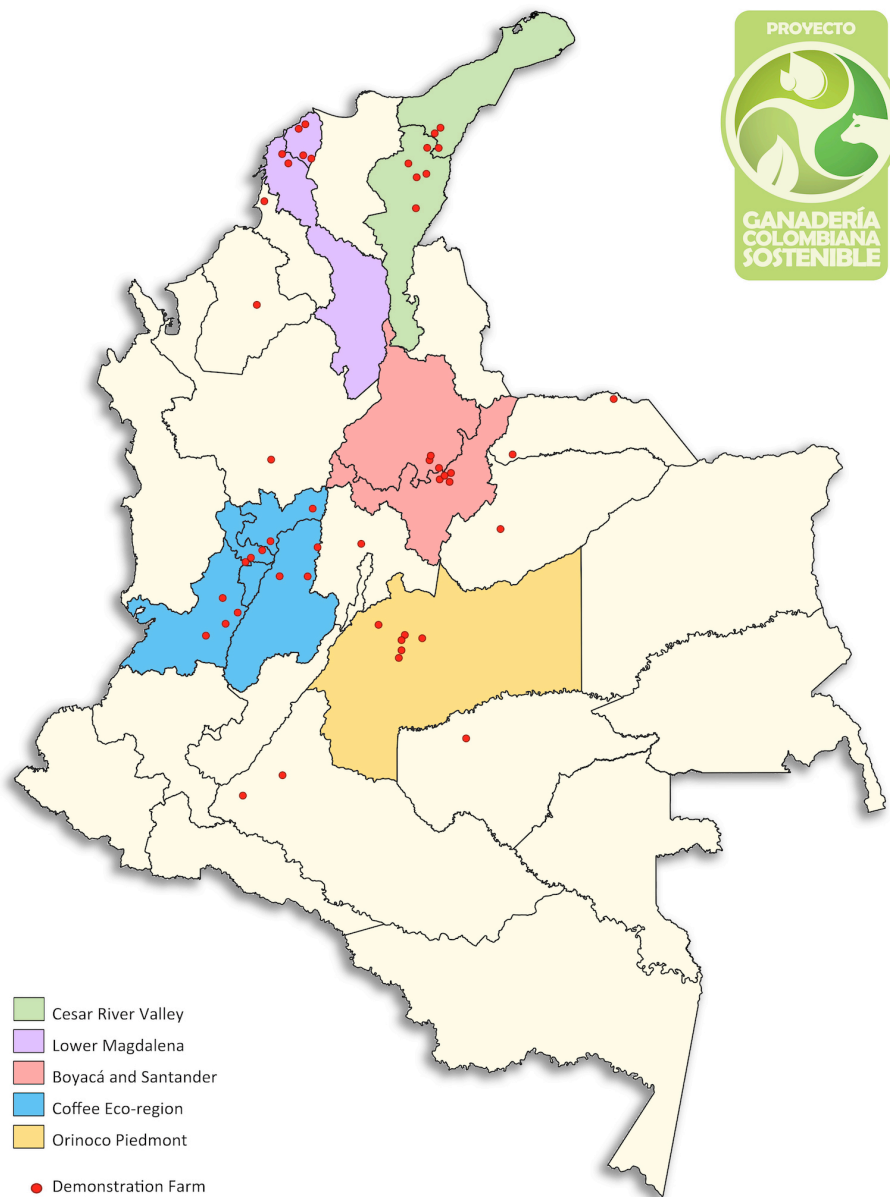 PROYECTO
GANADERÍA
COLOMBIANA
SOSTENIBLE
Cesar River Valley
Lower Magdalena
Boyacá and Santander
Coffee Eco-region
Orinoco Piedmont
Demonstration Farm